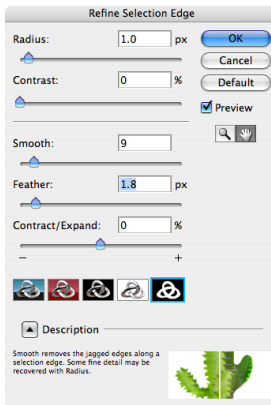 Refine Selection Edge
Radius: 1.0 px
OK
Cancel
Contrast: 0 %
Default
Preview
Smooth: 9
Feather: 1.8 px
Contract/Expand: 0 %
− +
Description
Smooth removes the jagged edges along a
selection edge. Some fine detail may be
recovered with Radius.